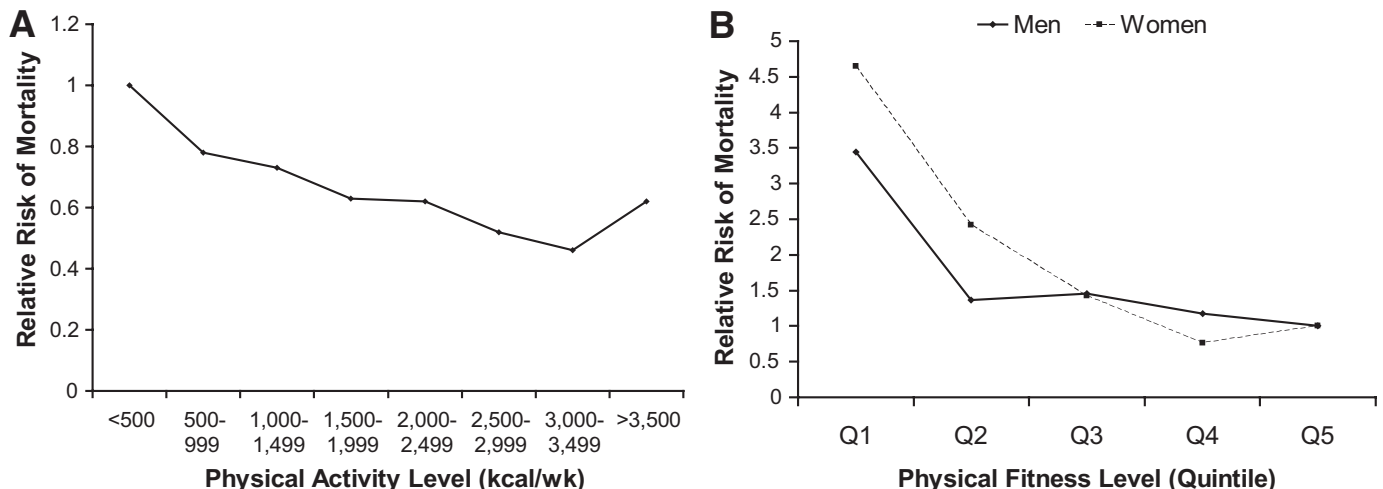 A
Relative Risk of Mortality
1.2
1
0.8
0.6
0.4
0.2
0
<500
500-
999
1,000-
1,499
1,500-
1,999
2,000-
2,499
2,500-
2,999
3,000-
3,499
>3,500
Physical Activity Level (kcal/wk)
B
Men
Women
Relative Risk of Mortality
5
4.5
4
3.5
3
2.5
2
1.5
1
0.5
0
Q1
Q2
Q3
Q4
Q5
Physical Fitness Level (Quintile)